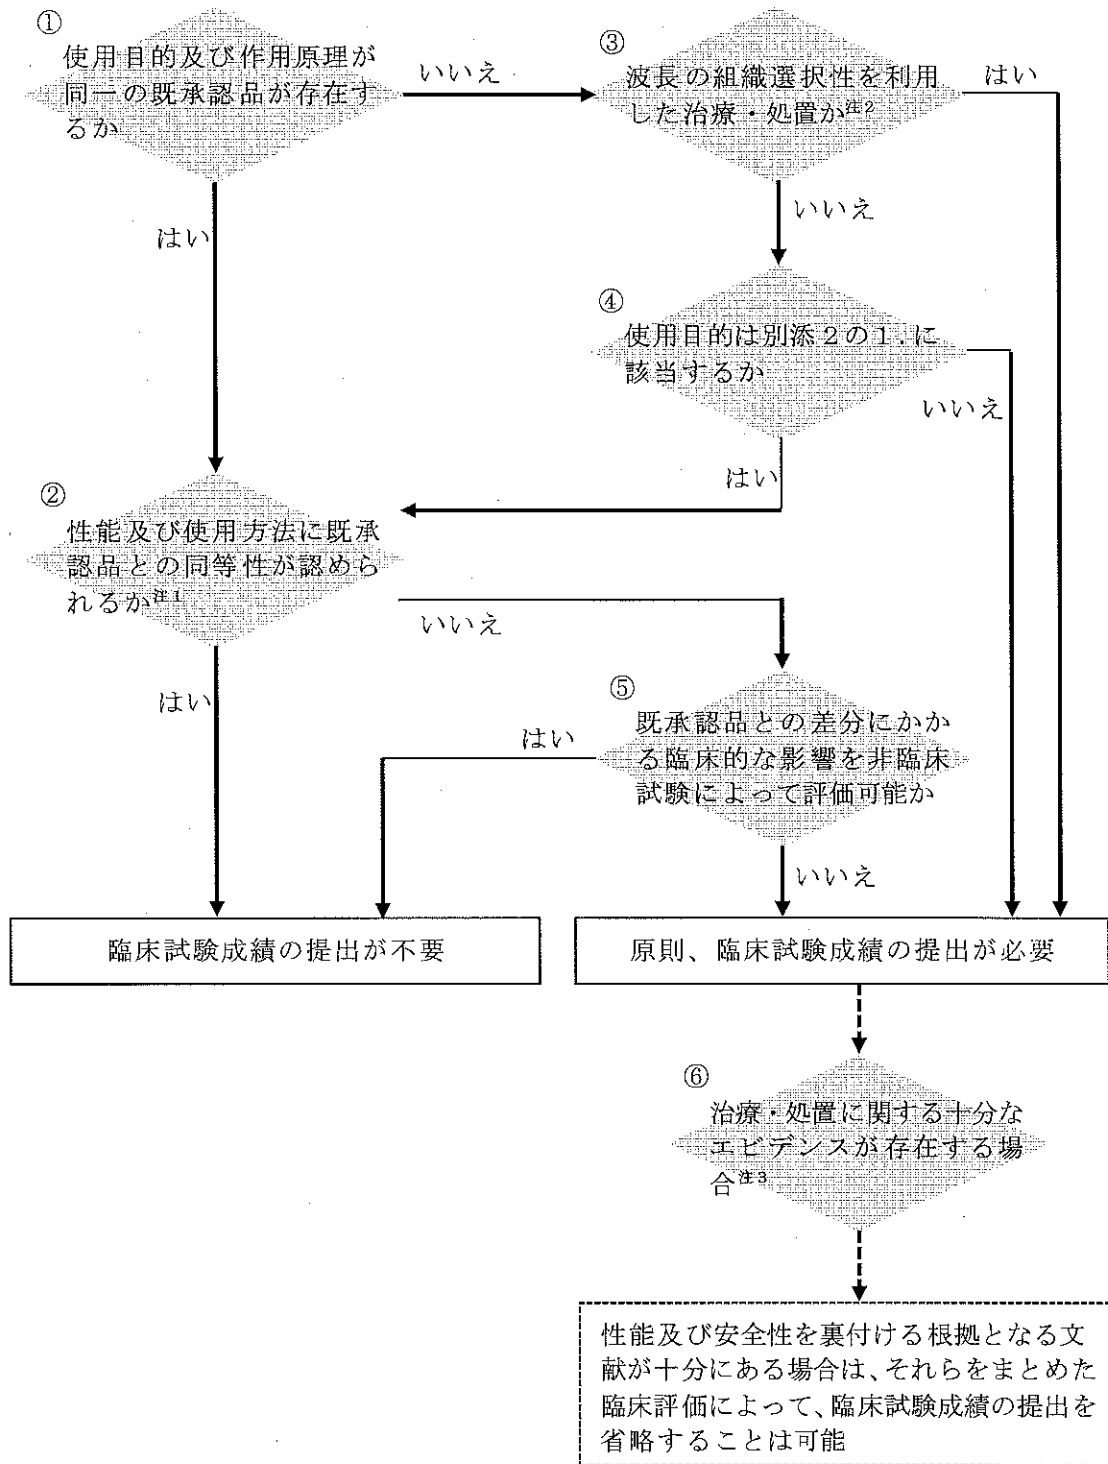 ①
使用目的及び作用原理が
同一の既承認品が存在す
るか
いいえ
はい
③
波長の組織選択性を利用
した治療・処置か注2
はい
いいえ
④
使用目的は別添2の1.に
該当するか
いいえ
はい
②
性能及び使用方法に既承
認品との同等性が認めら
れるか注1
いいえ
はい
⑤
既承認品との差分にかか
る臨床的な影響を非臨床
試験によって評価可能か
はい
いいえ
臨床試験成績の提出が不要
原則、臨床試験成績の提出が必要
⑥
治療・処置に関する十分な
エビデンスが存在する場
合注3
性能及び安全性を裏付ける根拠となる文
献が十分にある場合は、それらをまとめた
臨床評価によって、臨床試験成績の提出を
省略することは可能